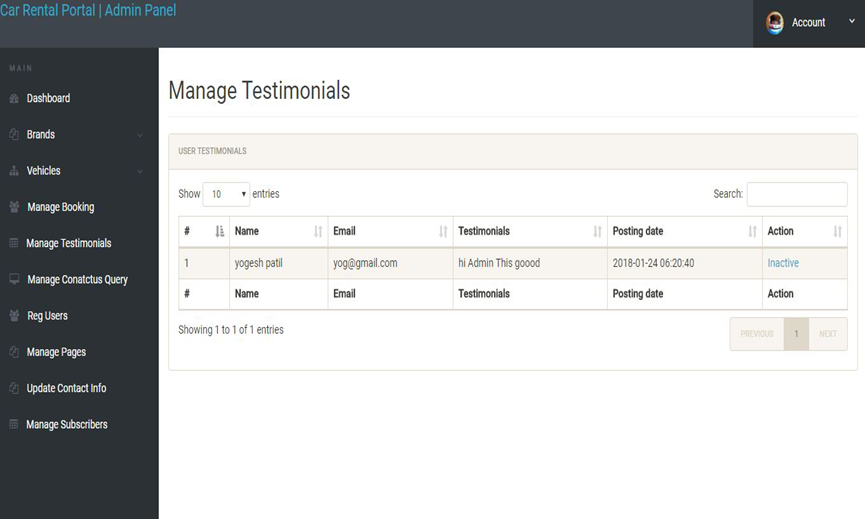 Car Rental Portal | Admin Panel
Account
MAIN
Dashboard
Brands
Vehicles
Manage Booking
Manage Testimonials
Manage Conatctus Query
Reg Users
Manage Pages
Update Contact Info
Manage Subscribers
Manage Testimonials
USER TESTIMONIALS
Show 10 entries Search:
# Name Email Testimonials Posting date Action
1 yogesh patil yog@gmail.com hi Admin This goood 2018-01-24 06:20:40 Inactive
# Name Email Testimonials Posting date Action
Showing 1 to 1 of 1 entries
PREVIOUS 1 NEXT